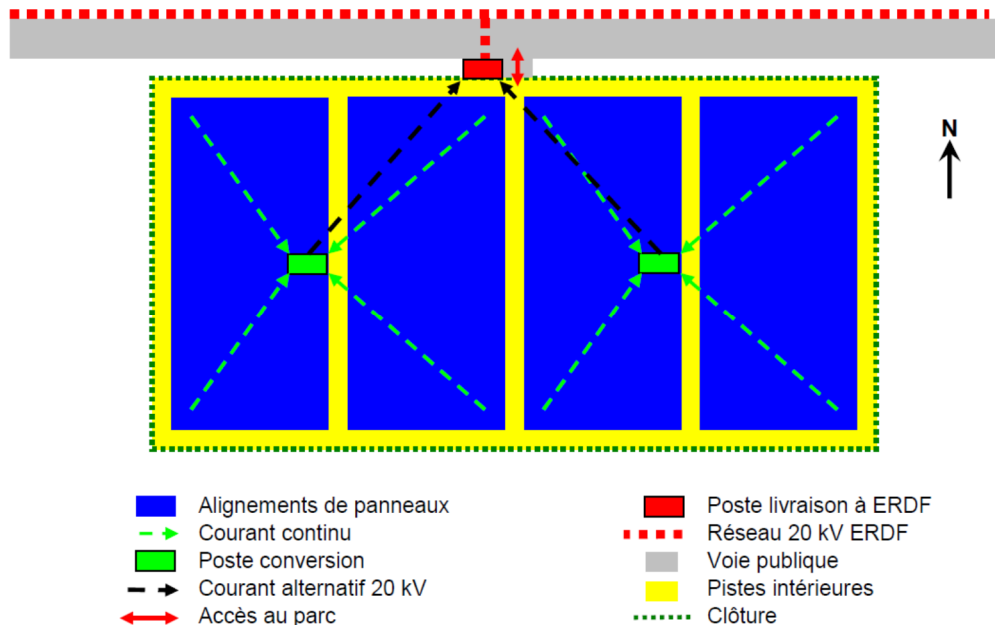 N
Alignements de panneaux
Courant continu
Poste conversion
Courant alternatif 20 kV
Accès au parc
Poste livraison à ERDF
Réseau 20 kV ERDF
Voie publique
Pistes intérieures
Clôture